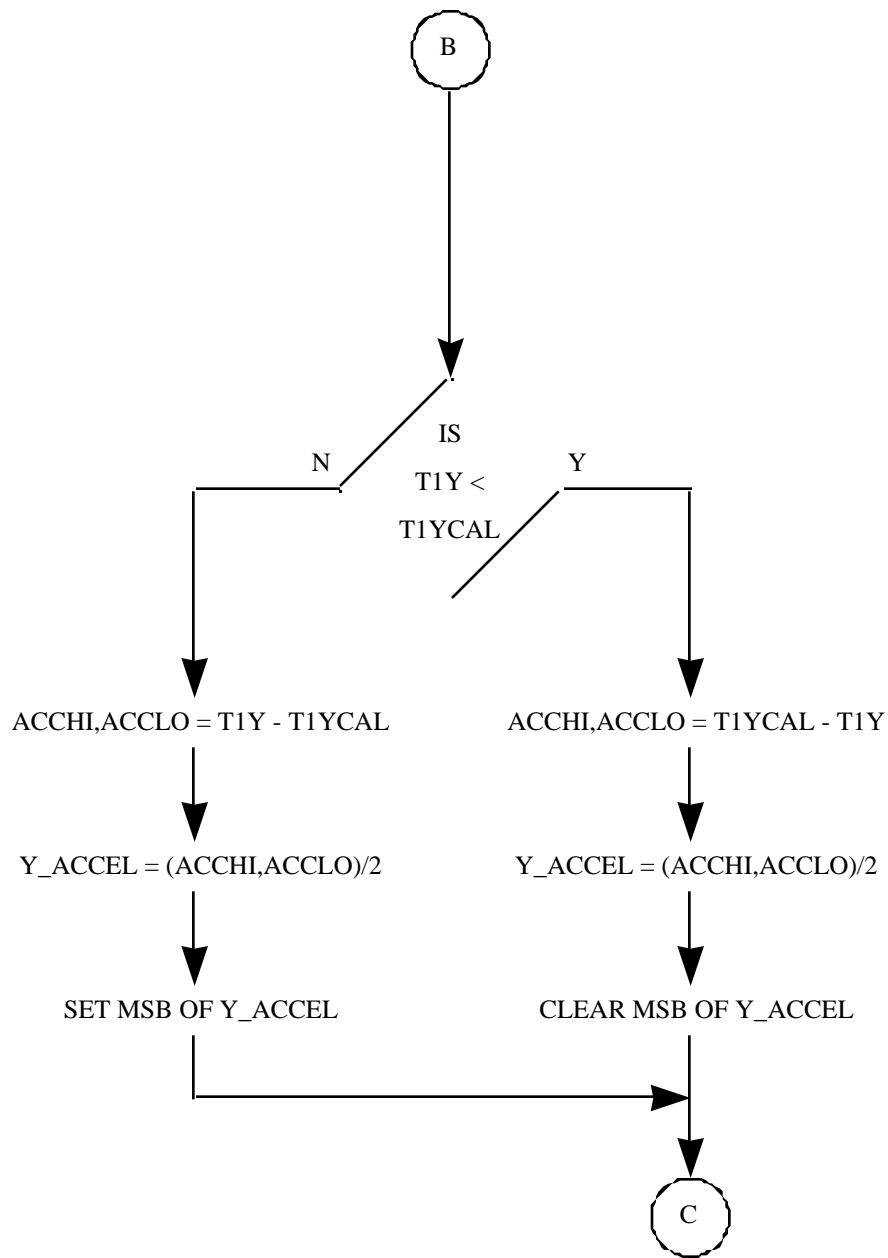 B
IS
N
T1Y <
Y
T1YCAL
ACCHI,ACCLO = T1Y - T1YCAL
ACCHI,ACCLO = T1YCAL - T1Y
Y_ACCEL = (ACCHI,ACCLO)/2
Y_ACCEL = (ACCHI,ACCLO)/2
SET MSB OF Y_ACCEL
CLEAR MSB OF Y_ACCEL
C